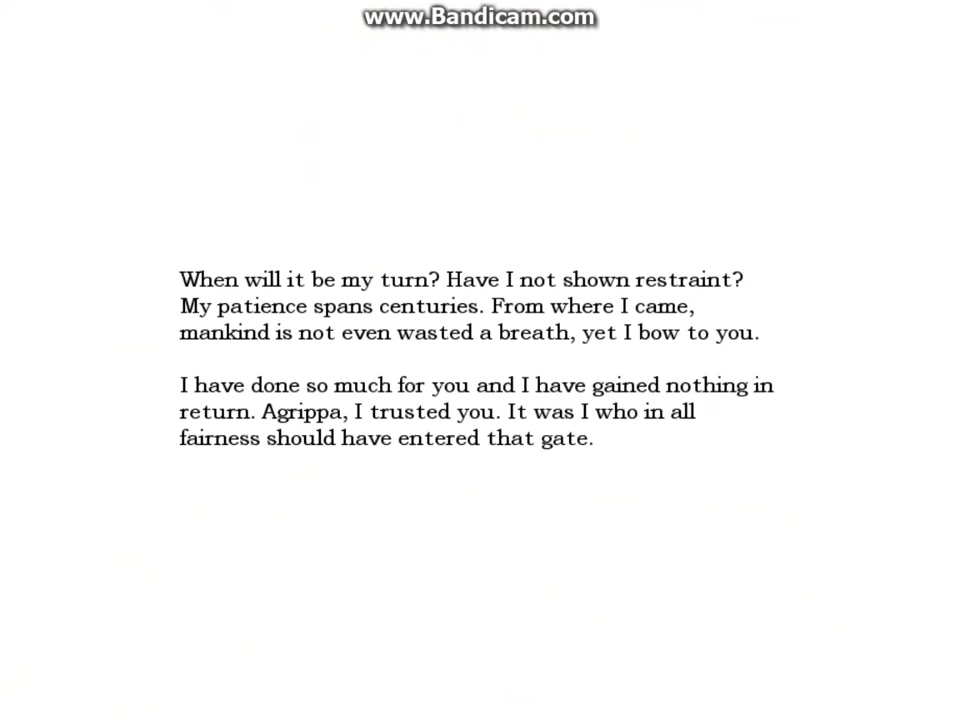 www.Bandicam.com
When will it be my turn? Have I not shown restraint?
My patience spans centuries. From where I came,
mankind is not even wasted a breath, yet I bow to you.
I have done so much for you and I have gained nothing in
return. Agrippa, I trusted you. It was I who in all
fairness should have entered that gate.